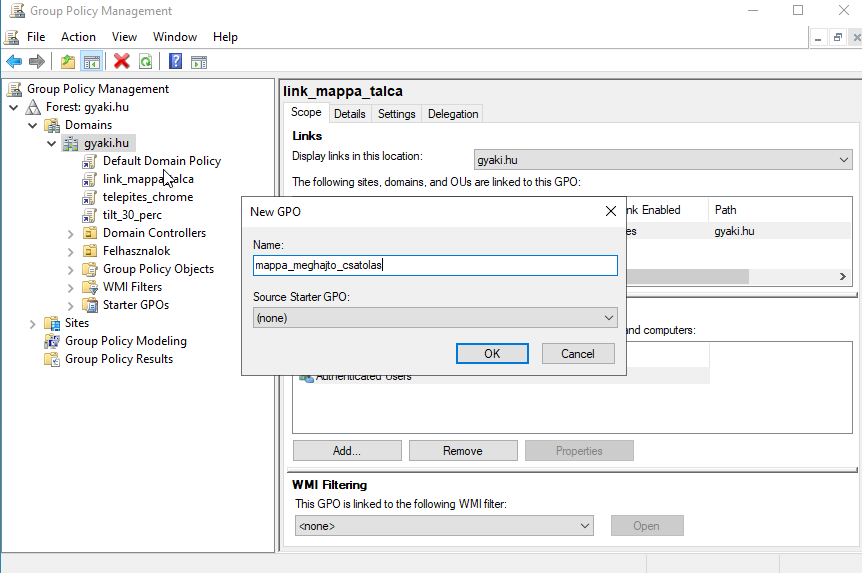 Group Policy Management
File Action View Window Help
Group Policy Management
Forest: gyaki.hu
Domains
gyaki.hu
Default Domain Policy
link_mappa_talca
telepites_chrome
tilt_30_perc
Domain Controllers
Felhasznalok
Group Policy Objects
WMI Filters
Starter GPOs
Sites
Group Policy Modeling
Group Policy Results
link_mappa_talca
Scope Details Settings Delegation
Links
Display links in this location: gyaki.hu
The following sites, domains, and OUs are linked to this GPO:
nk Enabled Path
es gyaki.hu
New GPO
Name:
mappa_meghajto_csatolas
Source Starter GPO:
(none)
OK Cancel
and computers:
Authenticated Users
Add... Remove Properties
WMI Filtering
This GPO is linked to the following WMI filter:
<none> Open